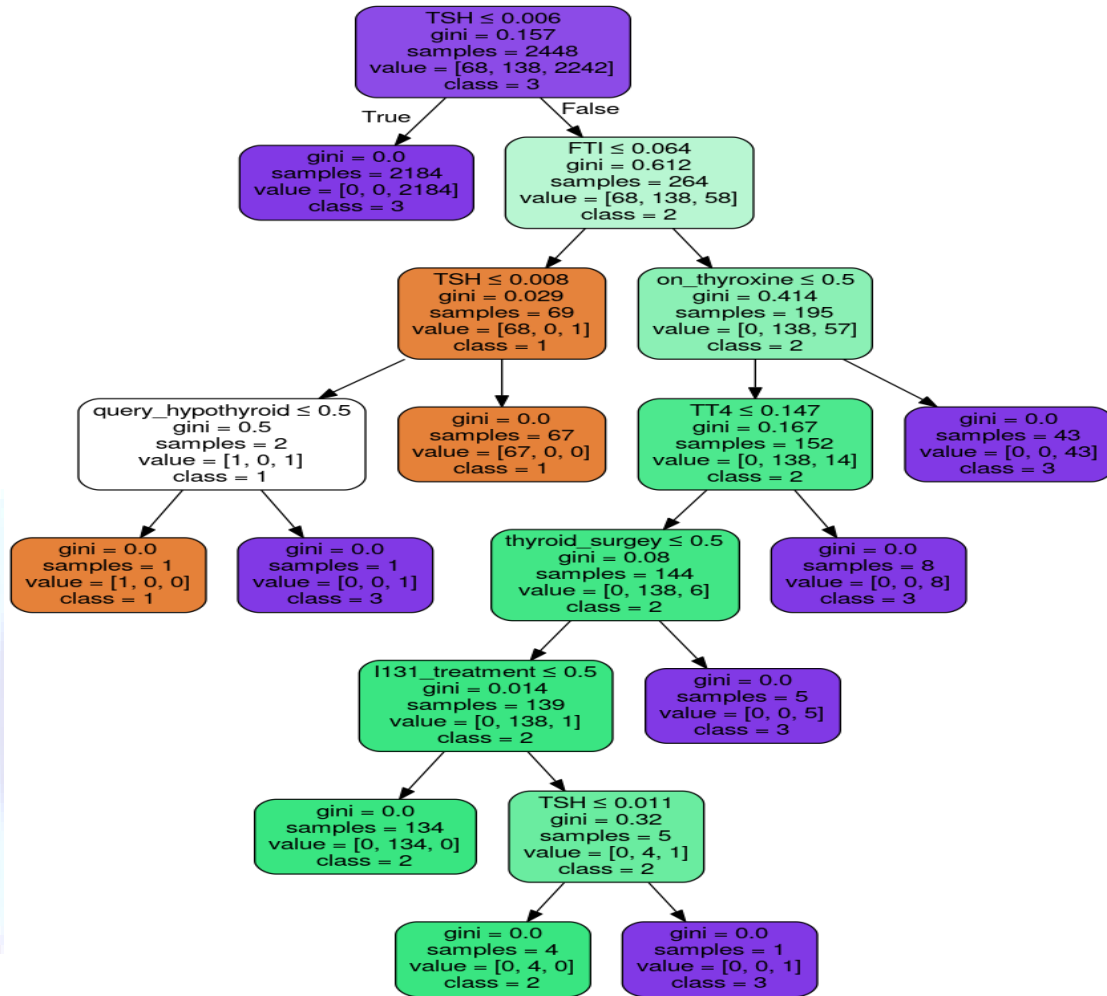 TSH ≤ 0.006
gini = 0.157
samples = 2448
value = [68, 138, 2242]
class = 3
True
False
gini = 0.0
samples = 2184
value = [0, 0, 2184]
class = 3
FTI ≤ 0.064
gini = 0.612
samples = 264
value = [68, 138, 58]
class = 2
TSH ≤ 0.008
gini = 0.029
samples = 69
value = [68, 0, 1]
class = 1
on_thyroxine ≤ 0.5
gini = 0.414
samples = 195
value = [0, 138, 57]
class = 2
query_hypothyroid ≤ 0.5
gini = 0.5
samples = 2
value = [1, 0, 1]
class = 1
gini = 0.0
samples = 67
value = [67, 0, 0]
class = 1
TT4 ≤ 0.147
gini = 0.167
samples = 152
value = [0, 138, 14]
class = 2
gini = 0.0
samples = 43
value = [0, 0, 43]
class = 3
gini = 0.0
samples = 1
value = [1, 0, 0]
class = 1
gini = 0.0
samples = 1
value = [0, 0, 1]
class = 3
thyroid_surgey ≤ 0.5
gini = 0.08
samples = 144
value = [0, 138, 6]
class = 2
gini = 0.0
samples = 8
value = [0, 0, 8]
class = 3
I131_treatment ≤ 0.5
gini = 0.014
samples = 139
value = [0, 138, 1]
class = 2
gini = 0.0
samples = 5
value = [0, 0, 5]
class = 3
gini = 0.0
samples = 134
value = [0, 134, 0]
class = 2
TSH ≤ 0.011
gini = 0.32
samples = 5
value = [0, 4, 1]
class = 2
gini = 0.0
samples = 4
value = [0, 4, 0]
class = 2
gini = 0.0
samples = 1
value = [0, 0, 1]
class = 3